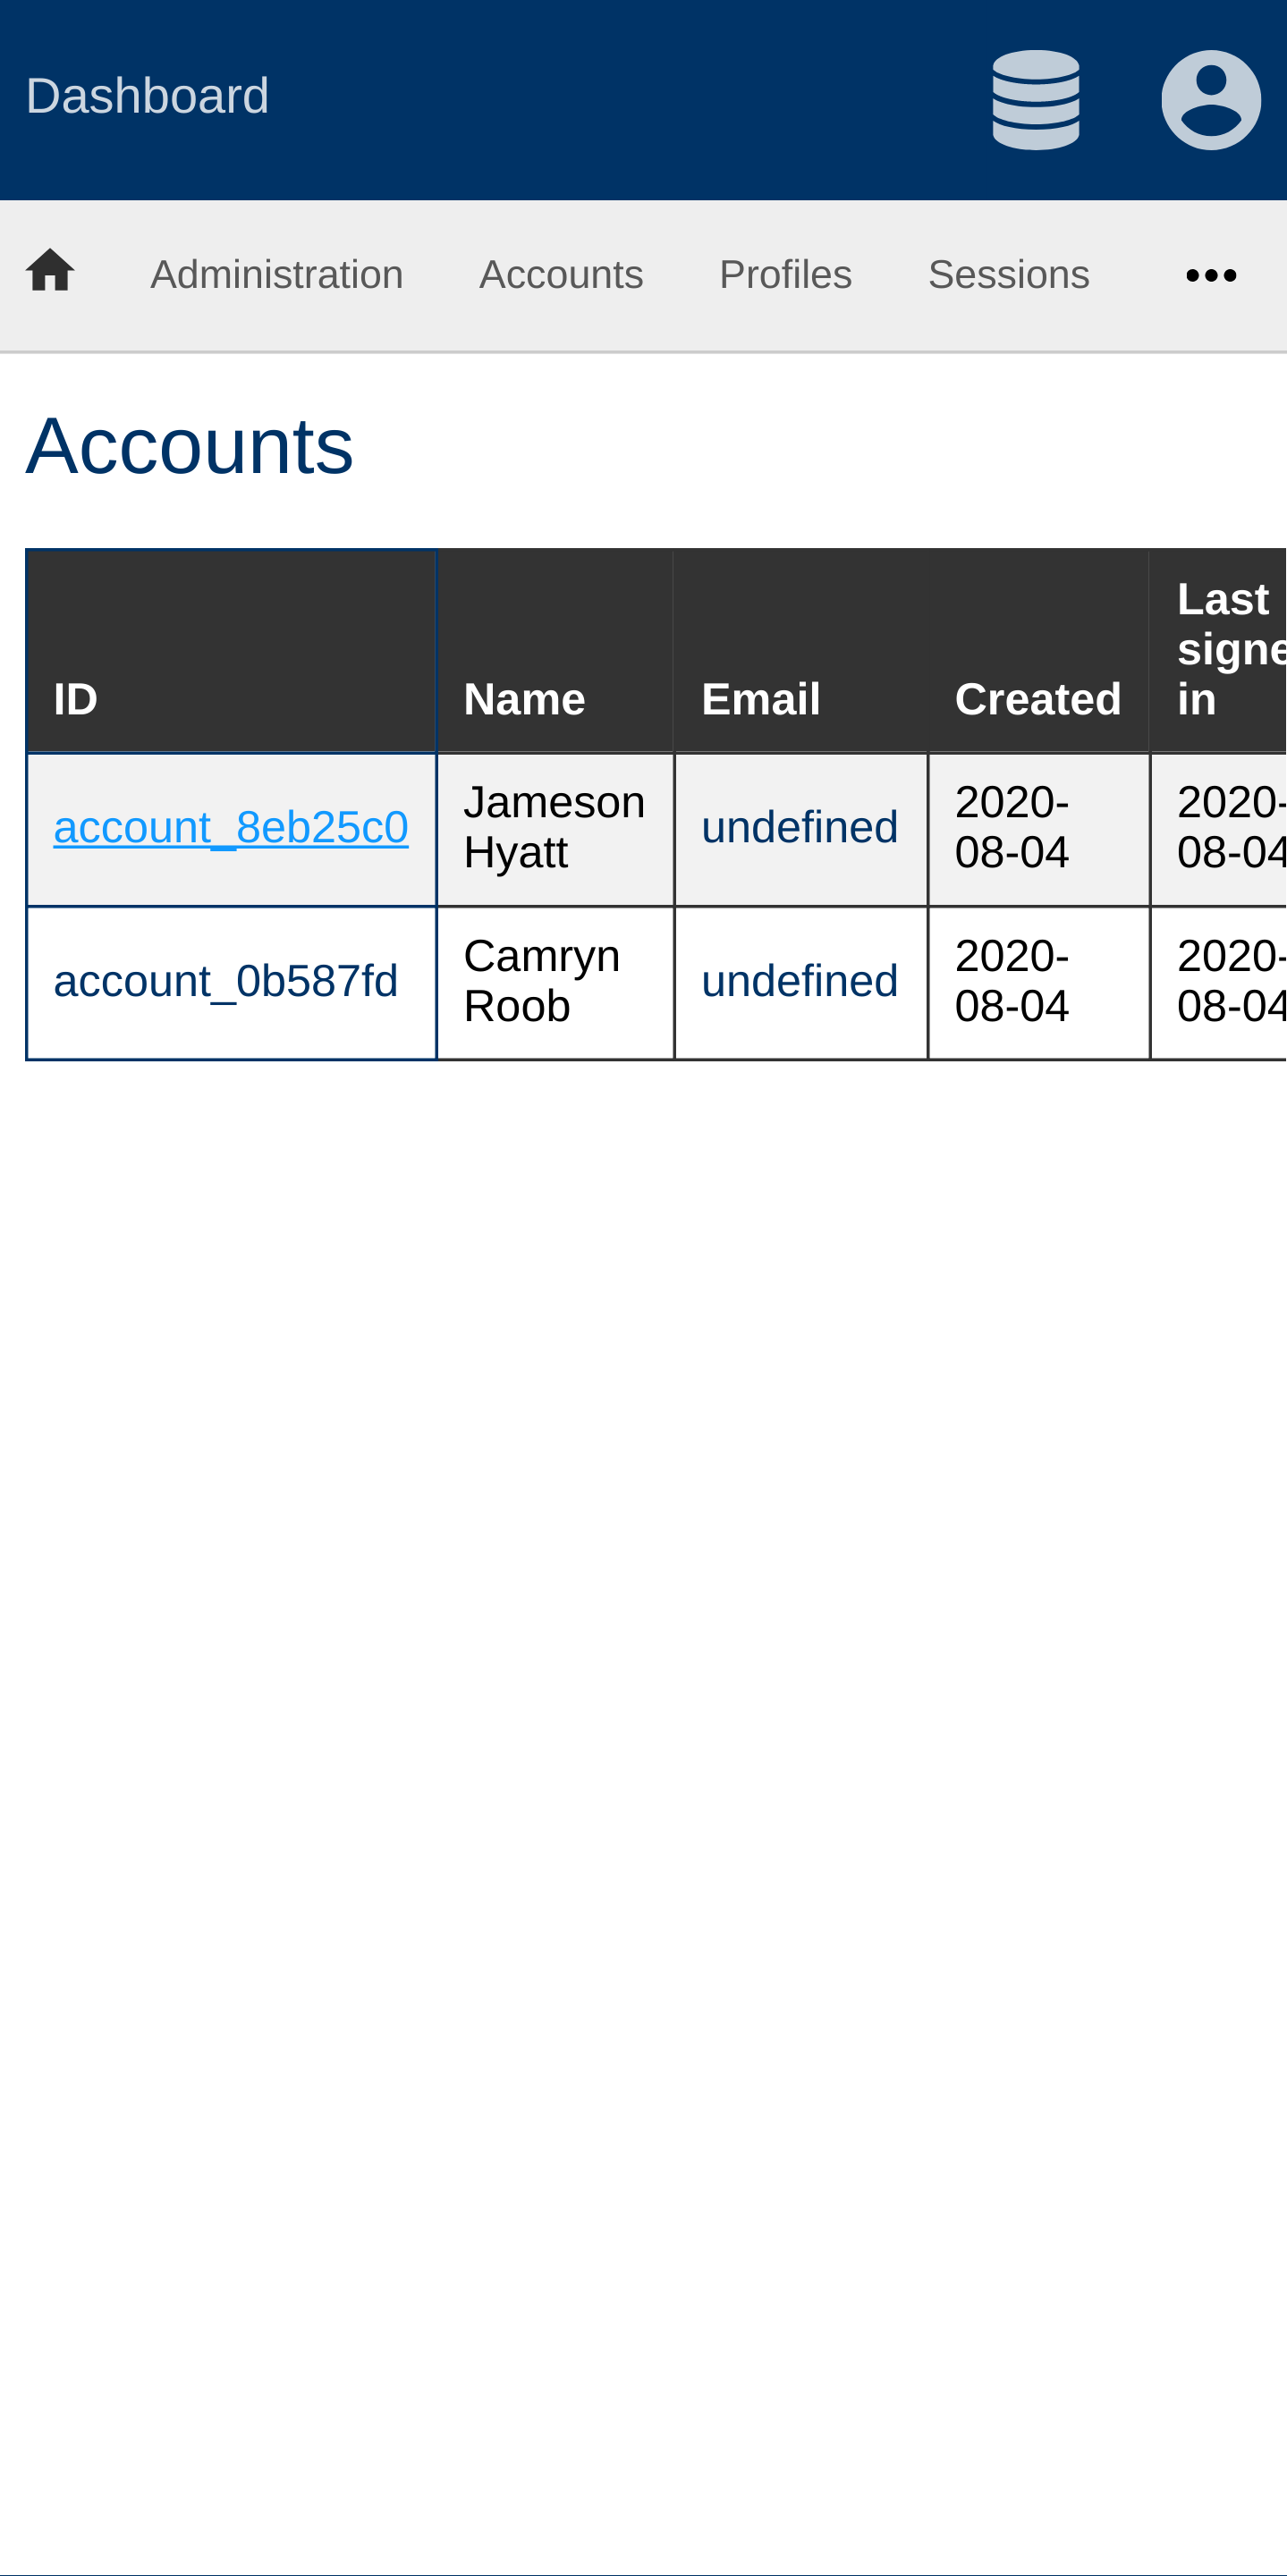 Dashboard
Administration Accounts Profiles Sessions
Accounts
ID Name Email Created Last signe in
account_8eb25c0 Jameson Hyatt undefined 2020-08-04 2020-08-04
account_0b587fd Camryn Roob undefined 2020-08-04 2020-08-04